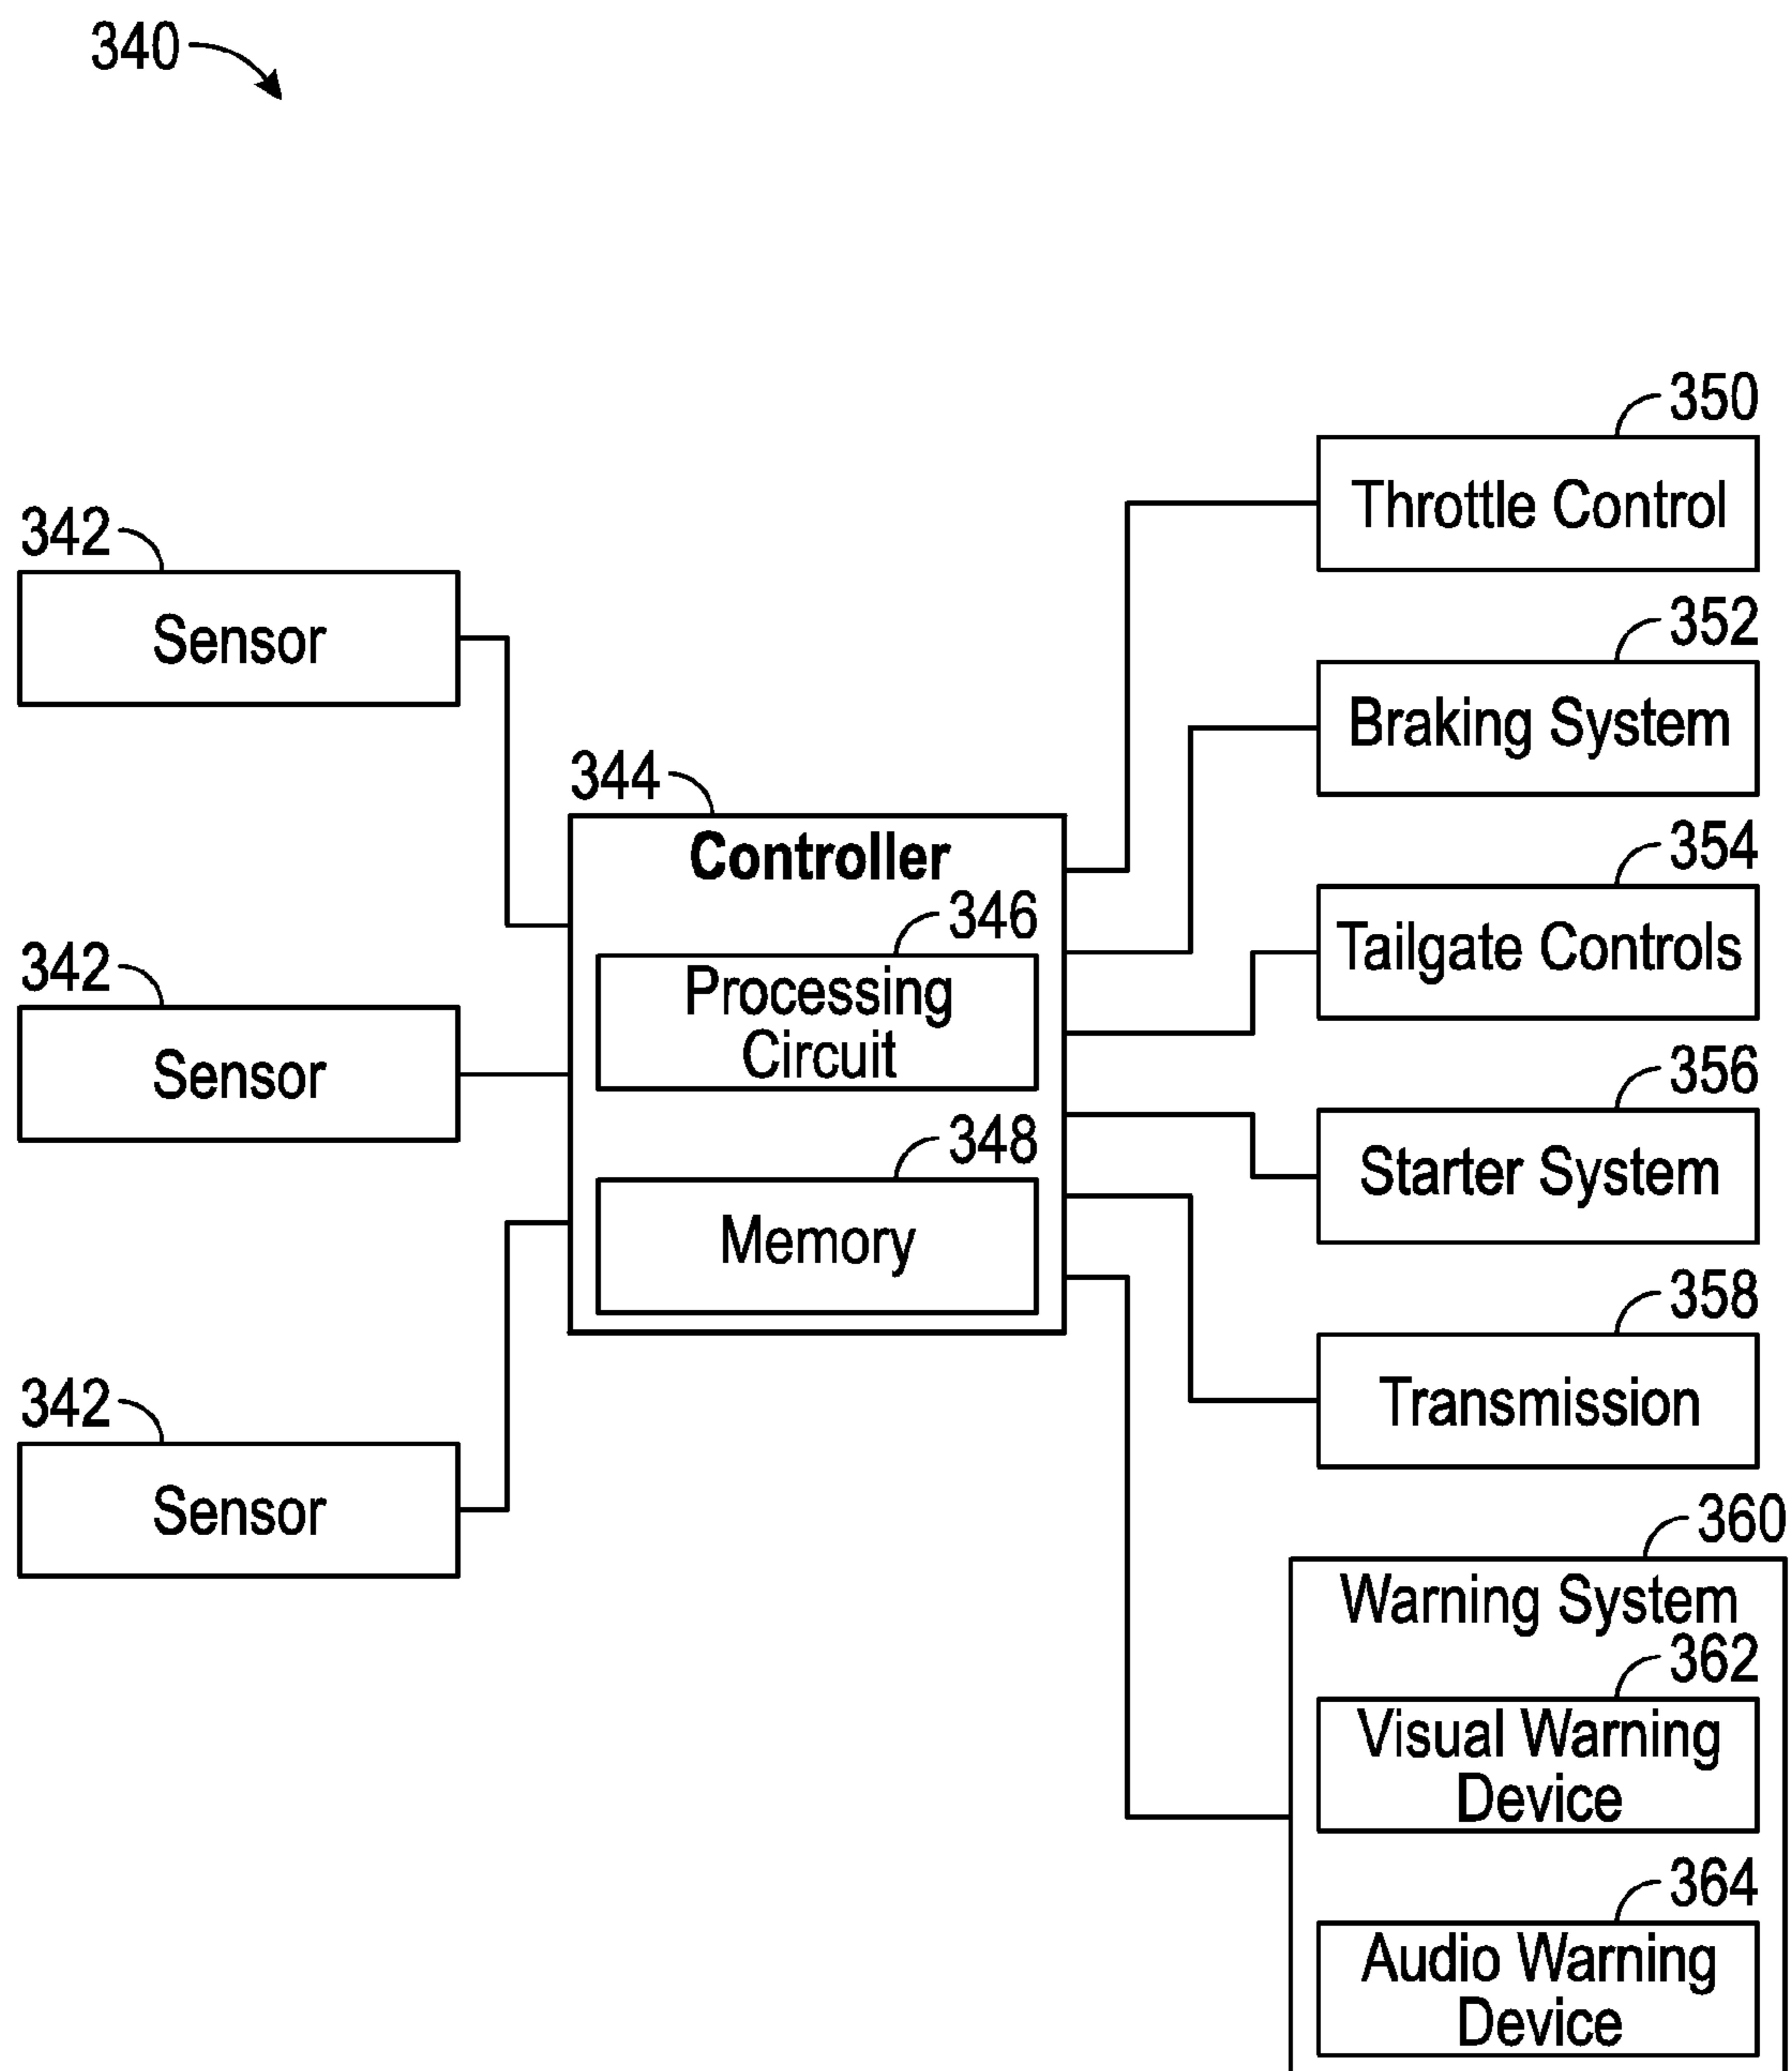 340
342
Sensor
342
Sensor
342
Sensor
344
Controller
346
Processing
Circuit
348
Memory
350
Throttle Control
352
Braking System
354
Tailgate Controls
356
Starter System
358
Transmission
360
Warning System
362
Visual Warning
Device
364
Audio Warning
Device